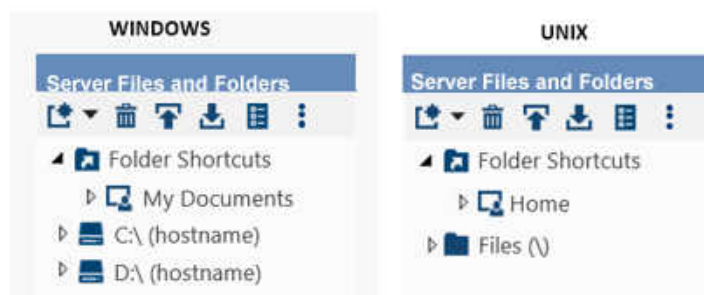 WINDOWS
Server Files and Folders
Folder Shortcuts
My Documents
C:\ (hostname)
D:\ (hostname)
UNIX
Server Files and Folders
Folder Shortcuts
Home
Files (\)